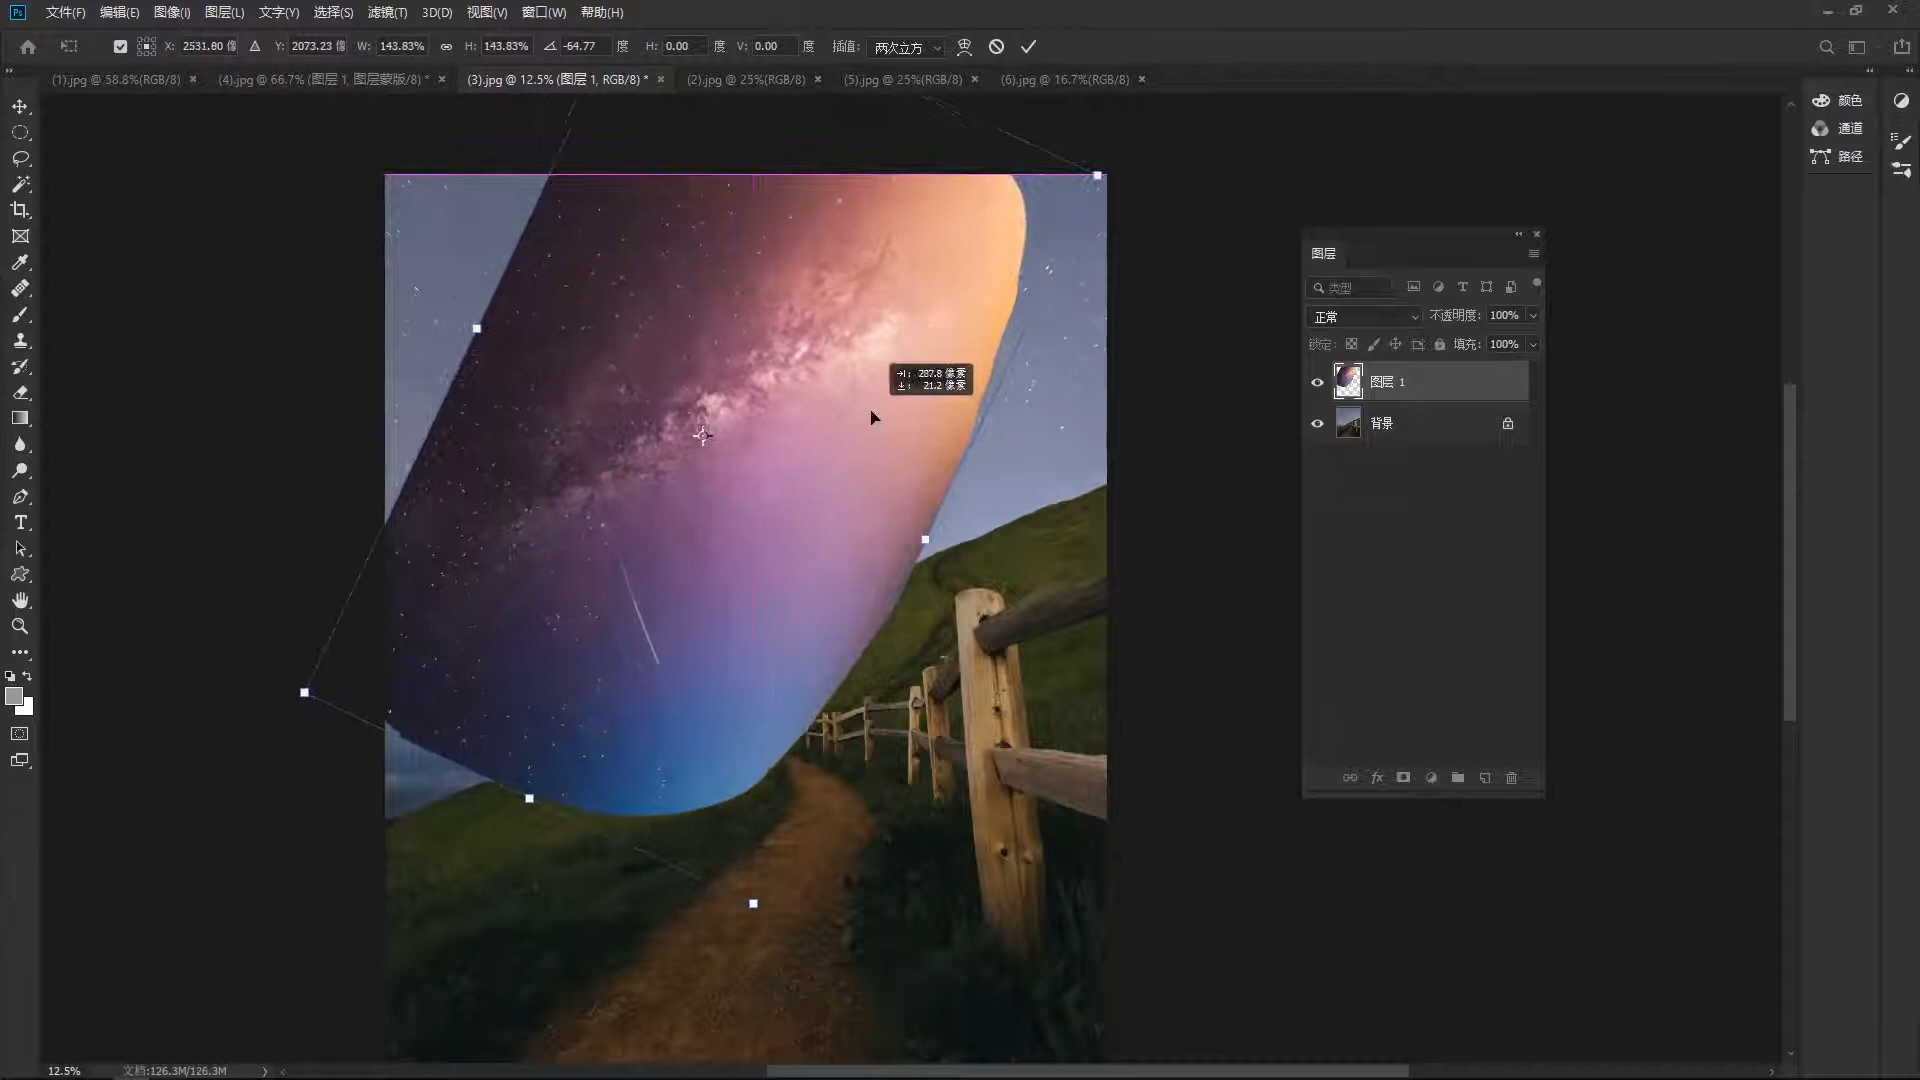 Ps 文件(F) 编辑(E) 图像(I) 图层(L) 文字(Y) 选择(S) 滤镜(T) 3D(D) 视图(V) 窗口(W) 帮助(H)
X: 2531.80 像 Y: 2073.23 像 W: 143.83% H: 143.83% -64.77 度 H: 0.00 度 V: 0.00 度 插值: 两次立方
(1).jpg @ 58.8%(RGB/8) × (4).jpg @ 66.7% (图层 1, 图层蒙版/8) * × (3).jpg @ 12.5% (图层 1, RGB/8) * × (2).jpg @ 25%(RGB/8) × (5).jpg @ 25%(RGB/8) × (6).jpg @ 16.7%(RGB/8) ×
颜色
通道
路径
图层
类型
正常 不透明度: 100%
锁定: 填充: 100%
图层 1
背景
287.8 像素
21.2 像素
12.5% 文档:126.3M/126.3M